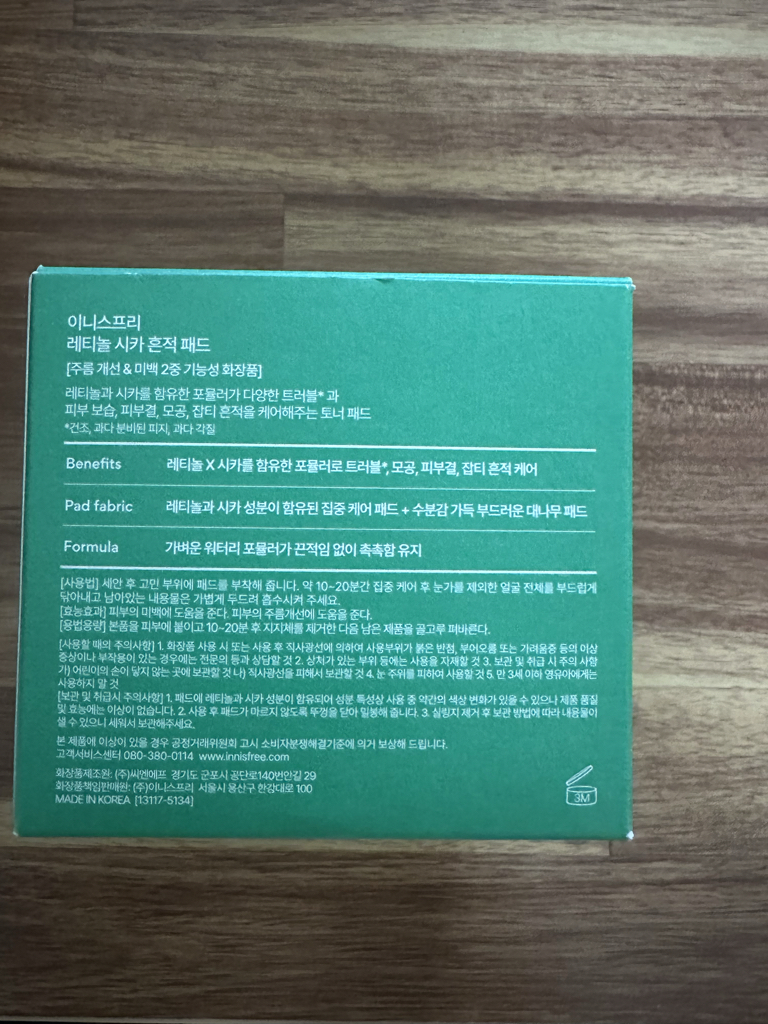 이니스프리
레티놀 시카 흔적 패드
[주름 개선 & 미백 2중 기능성 화장품]
레티놀과 시카를 함유한 포뮬러가 다양한 트러블* 과
피부 보습, 피부결, 모공, 잡티 흔적을 케어해주는 토너 패드
*건조, 과다 분비된 피지, 과다 각질
Benefits 레티놀 X 시카를 함유한 포뮬러로 트러블*, 모공, 피부결, 잡티 흔적 케어
Pad fabric 레티놀과 시카 성분이 함유된 집중 케어 패드 + 수분감 가득 부드러운 대나무 패드
Formula 가벼운 워터리 포뮬러가 끈적임 없이 촉촉함 유지
[사용법] 세안 후 고민 부위에 패드를 부착해 줍니다. 약 10~20분간 집중 케어 후 눈가를 제외한 얼굴 전체를 부드럽게
닦아내고 남아있는 내용물은 가볍게 두드려 흡수시켜 주세요.
[효능효과] 피부의 미백에 도움을 준다. 피부의 주름개선에 도움을 준다.
[용법용량] 본품을 피부에 붙이고 10~20분 후 지지체를 제거한 다음 남은 제품을 골고루 펴바른다.
[사용할 때의 주의사항] 1. 화장품 사용 시 또는 사용 후 직사광선에 의하여 사용부위가 붉은 반점, 부어오름 또는 가려움증 등의 이상
증상이나 부작용이 있는 경우에는 전문의 등과 상담할 것 2. 상처가 있는 부위 등에는 사용을 자제할 것 3. 보관 및 취급 시 주의 사항
가) 어린이의 손이 닿지 않는 곳에 보관할 것 나) 직사광선을 피해서 보관할 것 4. 눈 주위를 피하여 사용할 것 5. 만 3세 이하 영유아에게는
사용하지 말 것
[보관 및 취급시 주의사항] 1. 패드에 레티놀과 시카 성분이 함유되어 성분 특성상 사용 중 약간의 색상 변화가 있을 수 있으나 제품 품질
및 효능에는 이상이 없습니다. 2. 사용 후 패드가 마르지 않도록 뚜껑을 닫아 밀봉해 줍니다. 3. 실링지 제거 후 보관 방법에 따라 내용물이
샐 수 있으니 세워서 보관해주세요.
본 제품에 이상이 있을 경우 공정거래위원회 고시 소비자분쟁해결기준에 의거 보상해 드립니다.
고객서비스센터 080-380-0114 www.innisfree.com
화장품제조원: (주)씨엔에프 경기도 군포시 공단로140번안길 29
화장품책임판매원: (주)이니스프리 서울시 용산구 한강대로 100
MADE IN KOREA [13117-5134]
3M